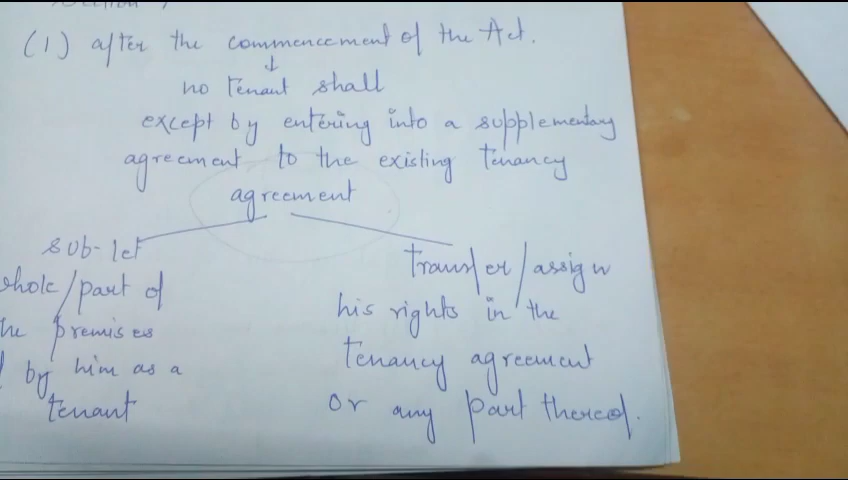 (1) after the commencement of the Act.
↓
no tenant shall
except by entering into a supplementary
agreement to the existing tenancy
agreement
sub-let
whole/part of
the premises
by him as a
tenant
transfer/assign
his rights in the
tenancy agreement
or any part thereof.